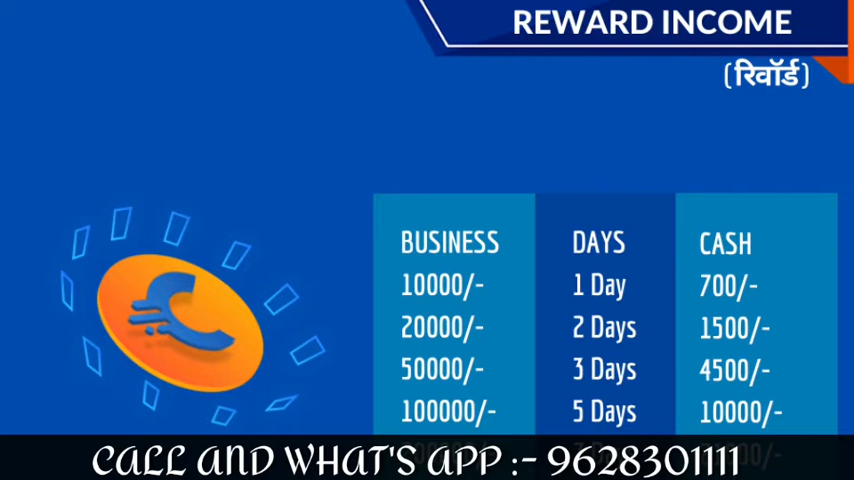 REWARD INCOME
(रिवॉर्ड)
BUSINESS DAYS CASH
10000/- 1 Day 700/-
20000/- 2 Days 1500/-
50000/- 3 Days 4500/-
100000/- 5 Days 10000/-
CALL AND WHAT'S APP :- 9628301111